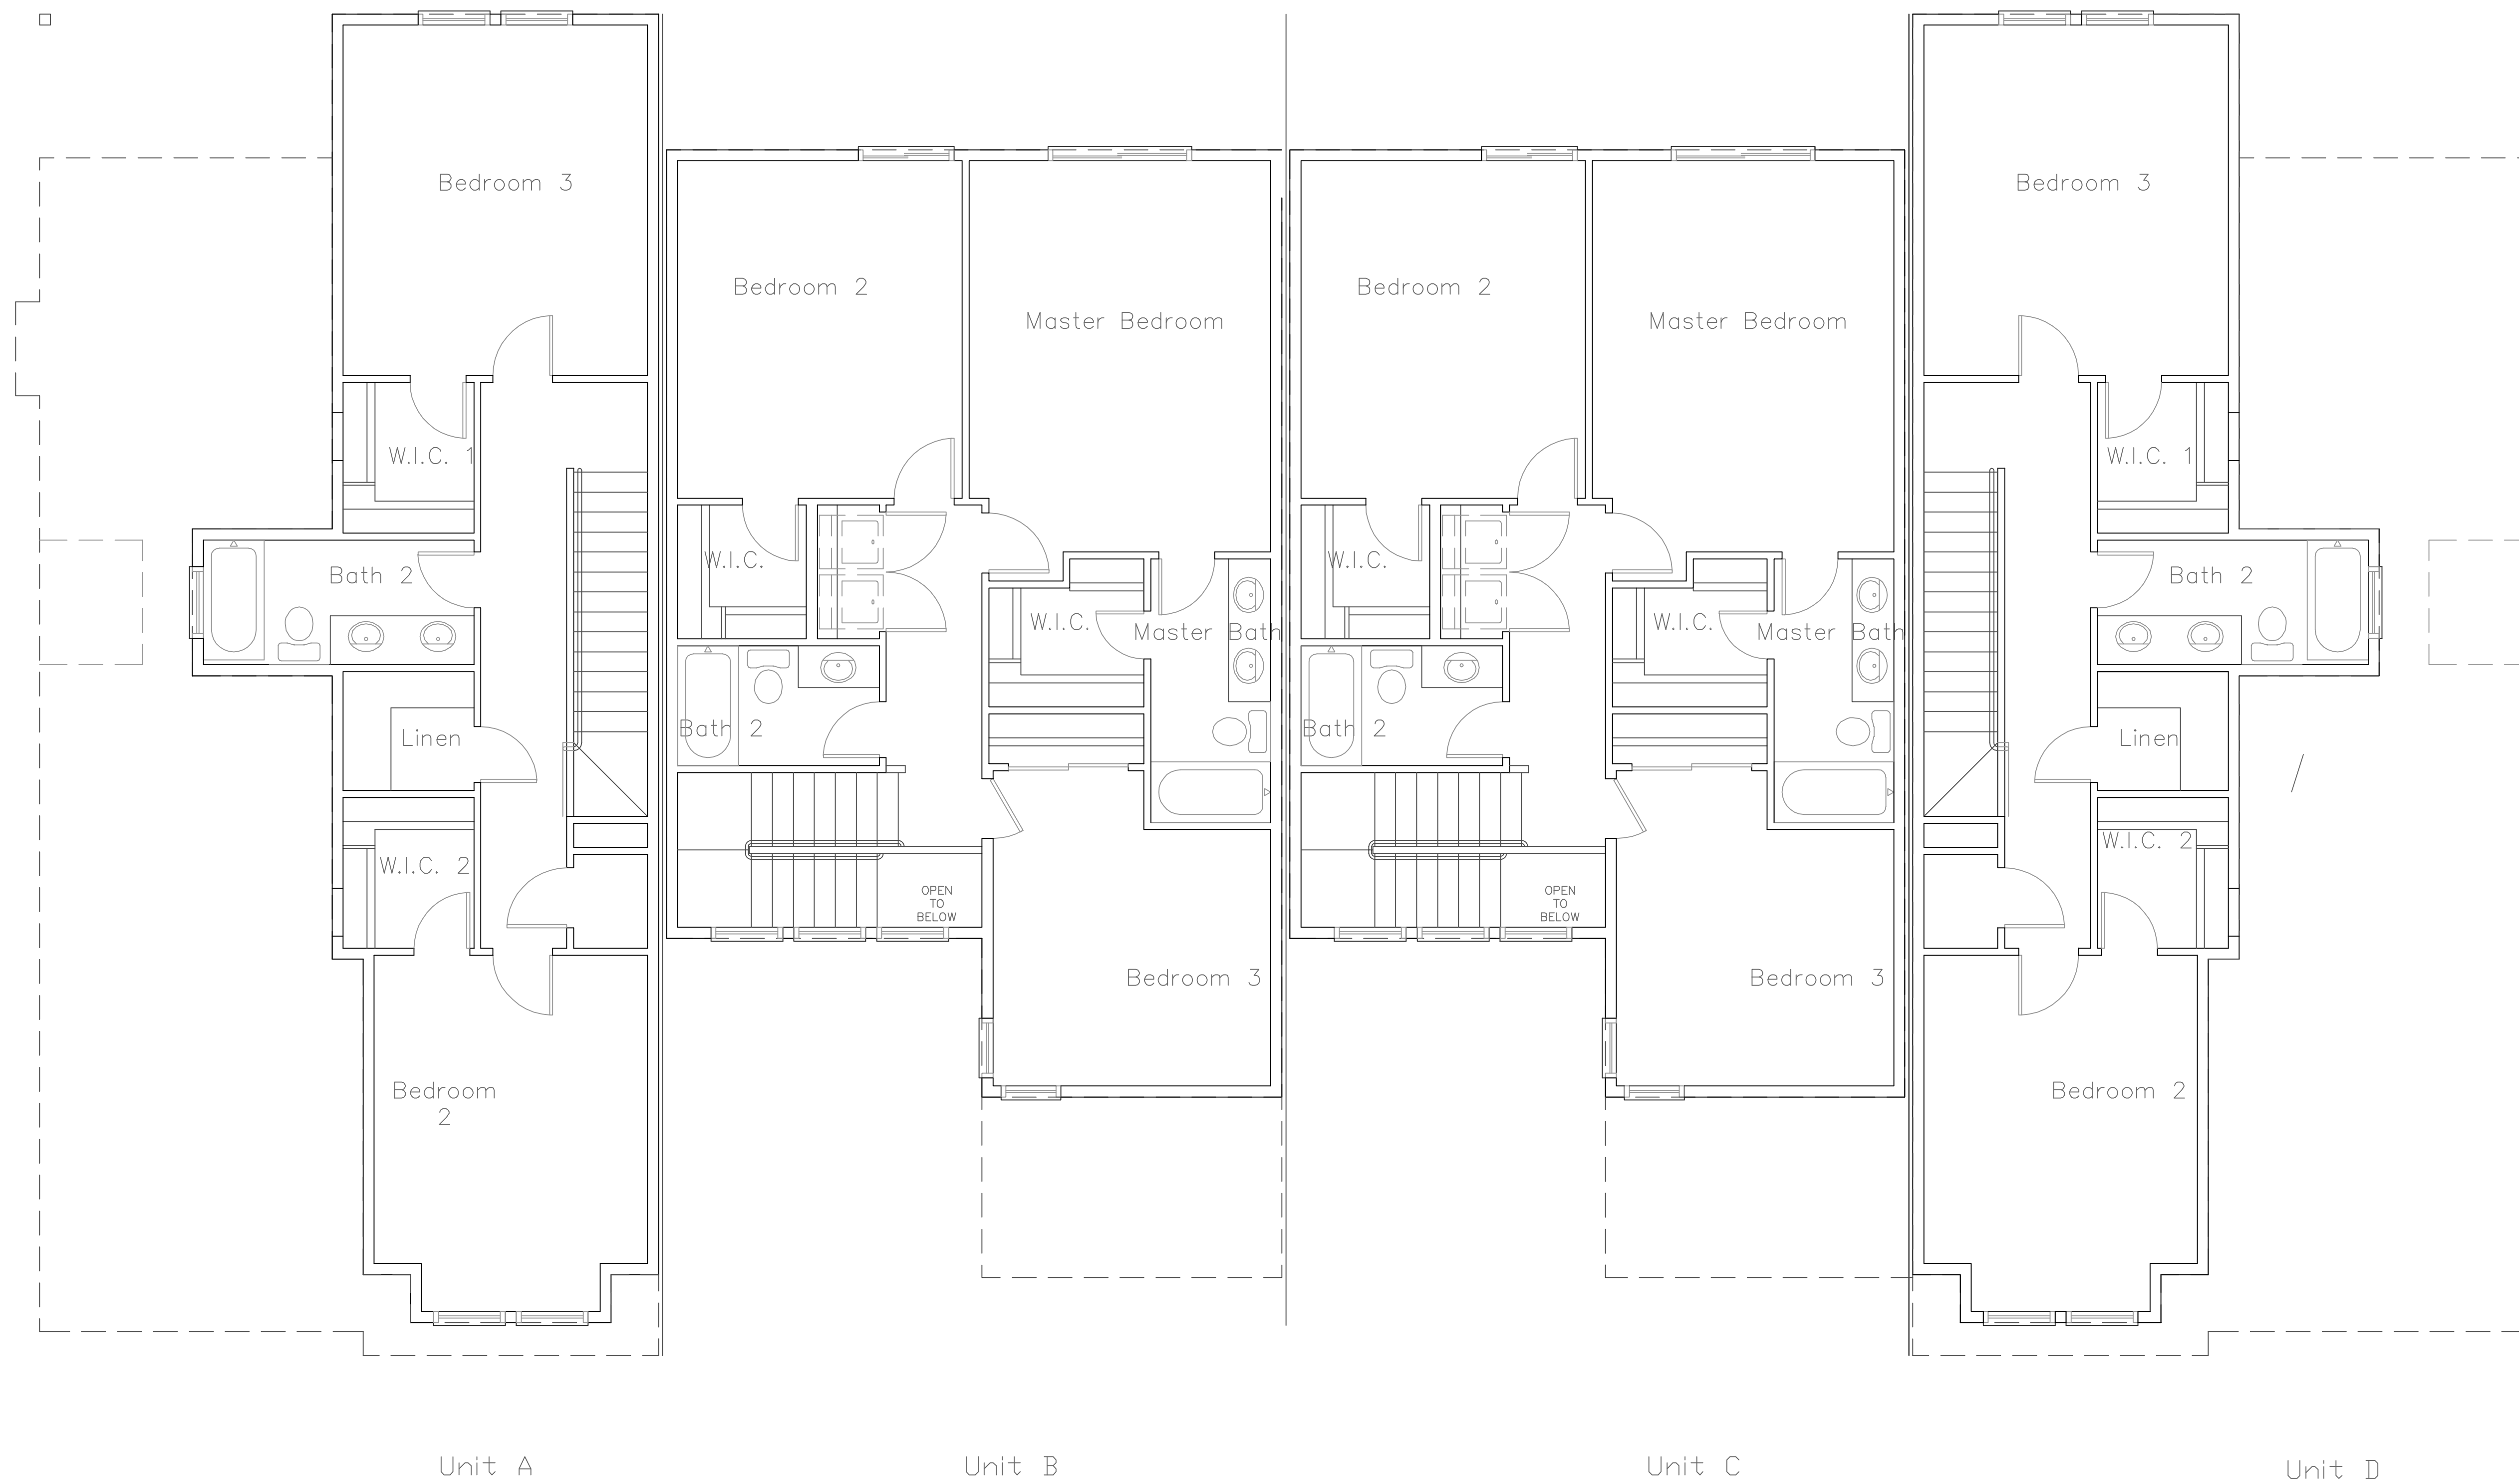 Bedroom 3
W.I.C. 1
Bath 2
Linen
W.I.C. 2
Bedroom
2
Unit A
Bedroom 2
Master Bedroom
W.I.C.
W.I.C.
Master Bath
Bath 2
OPEN
TO
BELOW
Bedroom 3
Unit B
Bedroom 2
Master Bedroom
W.I.C.
W.I.C.
Master Bath
Bath 2
OPEN
TO
BELOW
Bedroom 3
Unit C
Bedroom 3
W.I.C. 1
Bath 2
Linen
W.I.C. 2
Bedroom 2
Unit D